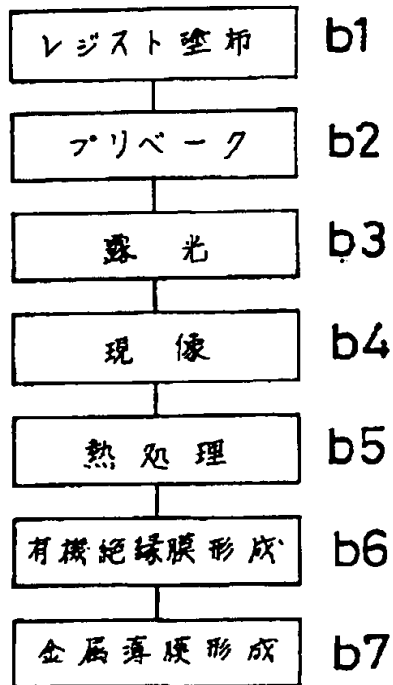 レジスト塗布 b1
プリベーク b2
露光 b3
現像 b4
熱処理 b5
有機絶縁膜形成 b6
金属薄膜形成 b7